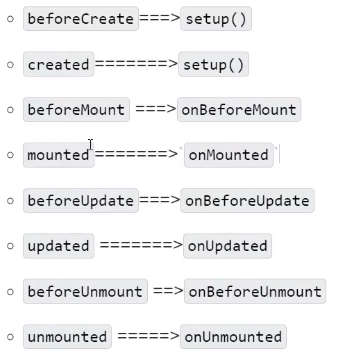 beforeCreate===>setup()
created=======>setup()
beforeMount ===>onBeforeMount
mounted=======>`onMounted`
beforeUpdate===>onBeforeUpdate
updated =======>onUpdated
beforeUnmount ==>onBeforeUnmount
unmounted =====>onUnmounted